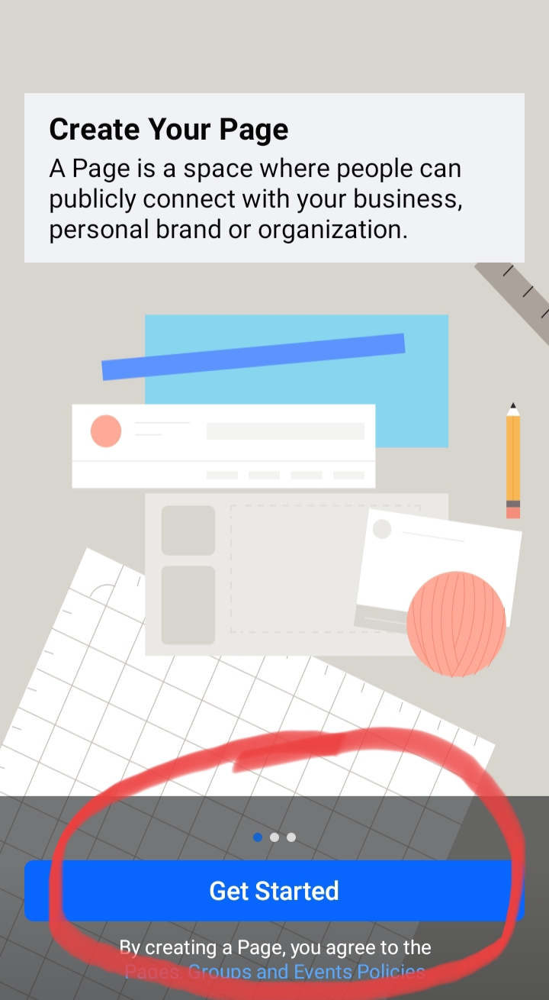 Create Your Page
A Page is a space where people can
publicly connect with your business,
personal brand or organization.
Get Started
By creating a Page, you agree to the
Pages, Groups and Events Policies